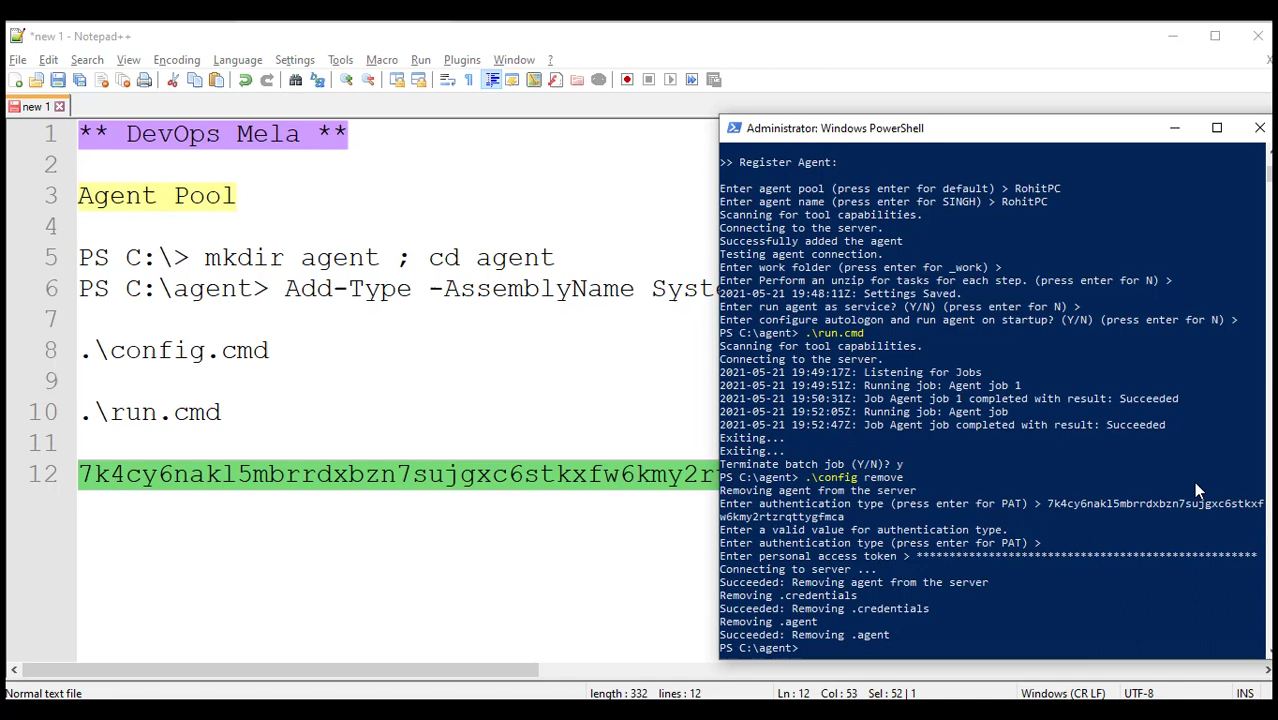 *new 1 - Notepad++
File Edit Search View Encoding Language Settings Tools Macro Run Plugins Window ?
new 1
1 ** DevOps Mela **
2
3 Agent Pool
4
5 PS C:\> mkdir agent ; cd agent
6 PS C:\agent> Add-Type -AssemblyName Syste
7
8 .\config.cmd
9
10 .\run.cmd
11
12 7k4cy6nakl5mbrrdxbzn7sujgxc6stkxfw6kmy2rt
Administrator: Windows PowerShell
>> Register Agent:
Enter agent pool (press enter for default) > RohitPC
Enter agent name (press enter for SINGH) > RohitPC
Scanning for tool capabilities.
Connecting to the server.
Successfully added the agent
Testing agent connection.
Enter work folder (press enter for _work) >
Enter Perform an unzip for tasks for each step. (press enter for N) >
2021-05-21 19:48:11Z: Settings Saved.
Enter run agent as service? (Y/N) (press enter for N) >
Enter configure autologon and run agent on startup? (Y/N) (press enter for N) >
PS C:\agent> .\run.cmd
Scanning for tool capabilities.
Connecting to the server.
2021-05-21 19:49:17Z: Listening for Jobs
2021-05-21 19:49:51Z: Running job: Agent job 1
2021-05-21 19:50:31Z: Job Agent job 1 completed with result: Succeeded
2021-05-21 19:52:05Z: Running job: Agent job
2021-05-21 19:52:47Z: Job Agent job completed with result: Succeeded
Exiting...
Exiting...
Terminate batch job (Y/N)? y
PS C:\agent> .\config remove
Removing agent from the server
Enter authentication type (press enter for PAT) > 7k4cy6nakl5mbrrdxbzn7sujgxc6stkxf
w6kmy2rtzrqttygfmca
Enter a valid value for authentication type.
Enter authentication type (press enter for PAT) >
Enter personal access token > ****************************************************
Connecting to server ...
Succeeded: Removing agent from the server
Removing .credentials
Succeeded: Removing .credentials
Removing .agent
Succeeded: Removing .agent
PS C:\agent>
Normal text file length : 332 lines : 12 Ln : 12 Col : 53 Sel : 52 | 1 Windows (CR LF) UTF-8 INS